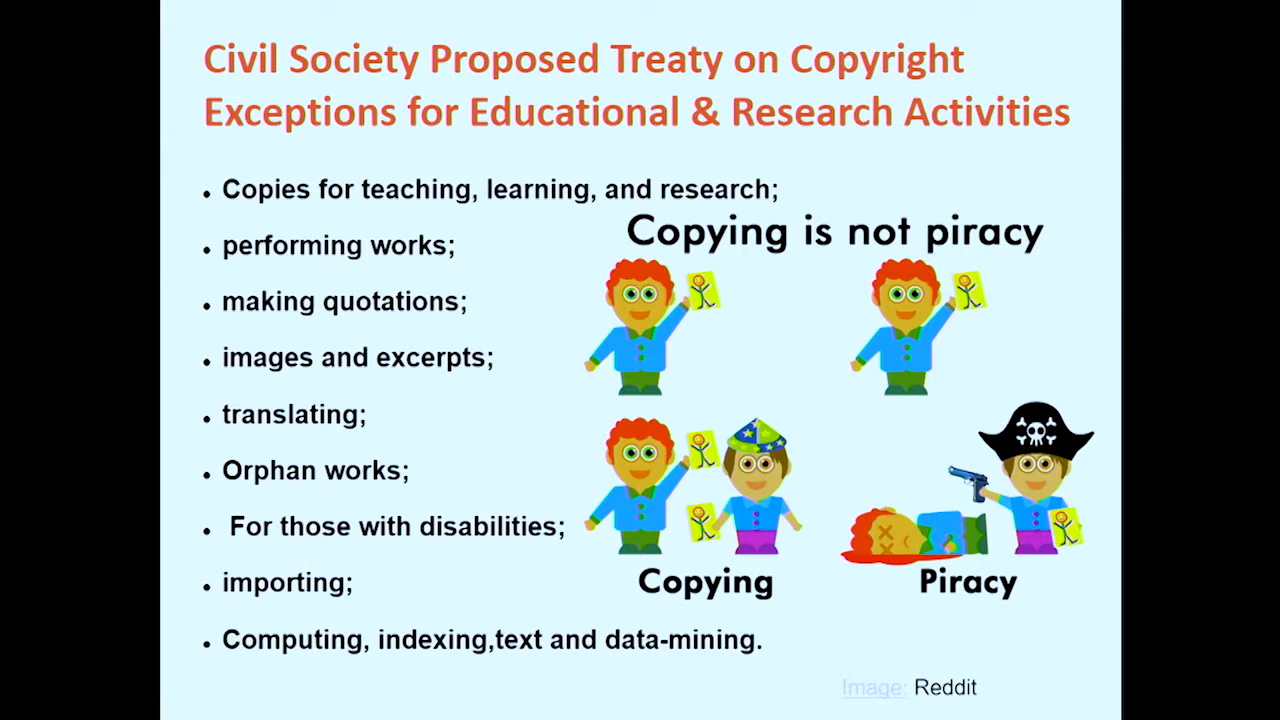 Civil Society Proposed Treaty on Copyright
Exceptions for Educational & Research Activities
• Copies for teaching, learning, and research;
• performing works;
• making quotations;
• images and excerpts;
• translating;
• Orphan works;
• For those with disabilities;
• importing;
• Computing, indexing,text and data-mining.
Copying is not piracy
Copying
Piracy
Image: Reddit